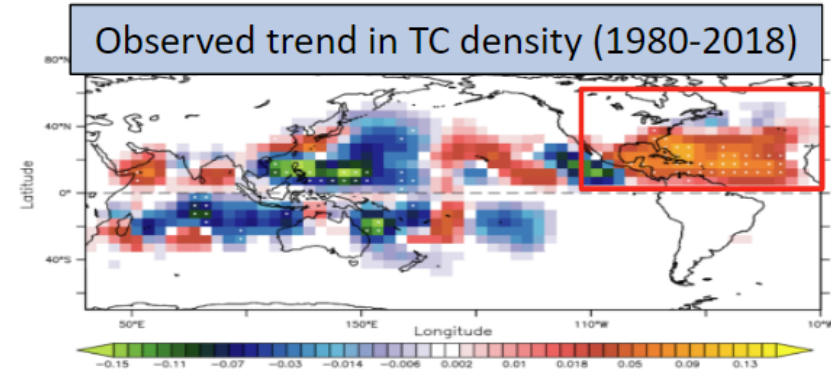 Observed trend in TC density (1980-2018)
80°N
40°N
0°
40°S
Latitude
50°E 150°E 110°W 10°W
Longitude
-0.15 -0.11 -0.07 -0.03 -0.014 -0.006 0.002 0.01 0.018 0.05 0.09 0.13